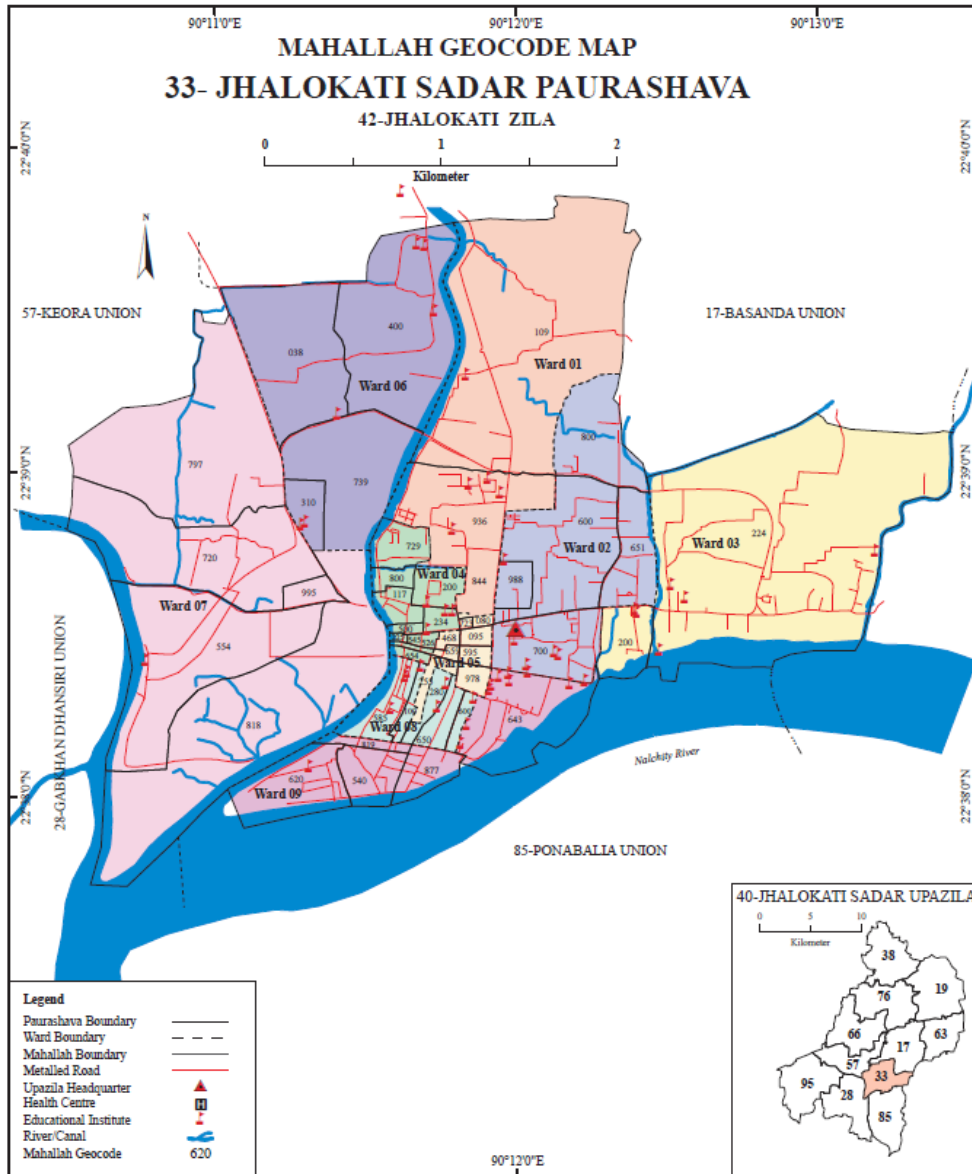 90°11'0"E 90°12'0"E 90°13'0"E
MAHALLAH GEOCODE MAP
33- JHALOKATI SADAR PAURASHAVA
42-JHALOKATI ZILA
0 1 2
Kilometer
22°40'0"N 22°40'0"N
N
57-KEORA UNION
17-BASANDA UNION
400
038
109
Ward 01
Ward 06
800
797
22°39'0"N 22°39'0"N
739
310
936
600
224
729
651
Ward 02
Ward 03
720
Ward 04
800
200
844
988
117
995
Ward 07
234
095
468
554
200
700
Ward 05
659
595
978
280
643
818
Ward 08
650
877
620
540
Ward 09
Nalchity River
28-GABKHAN DHANSIRI UNION
22°38'0"N 22°38'0"N
85-PONABALIA UNION
40-JHALOKATI SADAR UPAZILA
0 5 10
Kilometer
38
19
76
66
63
17
57
33
95
28
85
Legend
Paurashava Boundary
Ward Boundary
Mahallah Boundary
Metalled Road
Upazila Headquarter
Health Centre
H
Educational Institute
River/Canal
Mahallah Geocode 620
90°12'0"E